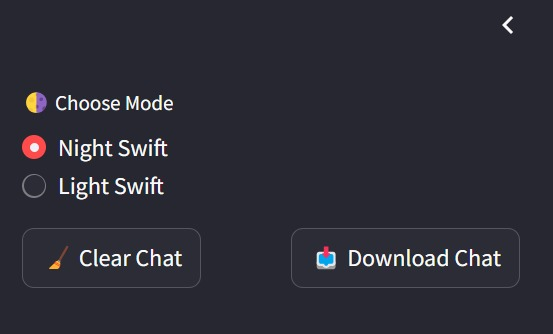 Choose Mode
Night Swift
Light Swift
Clear Chat
Download Chat